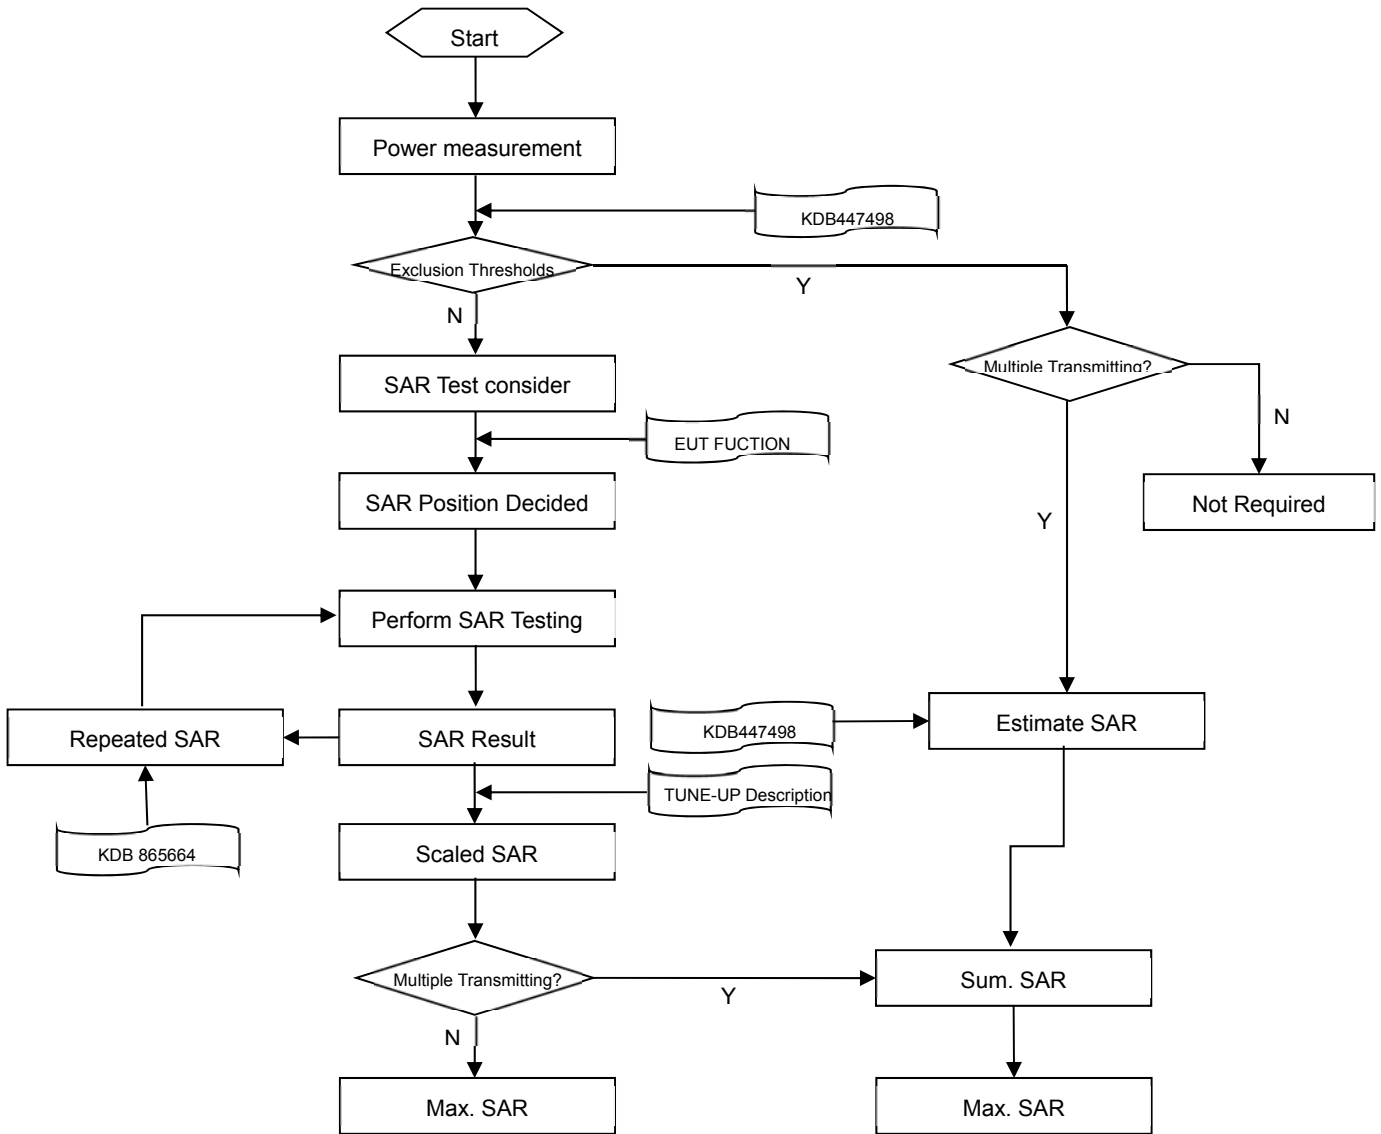 Start
Power measurement
KDB447498
Exclusion Thresholds
Y
N
Multiple Transmitting?
SAR Test consider
N
EUT FUCTION
SAR Position Decided
Not Required
Y
Perform SAR Testing
Repeated SAR
SAR Result
KDB447498
Estimate SAR
TUNE-UP Description
KDB 865664
Scaled SAR
Multiple Transmitting?
Y
Sum. SAR
N
Max. SAR
Max. SAR